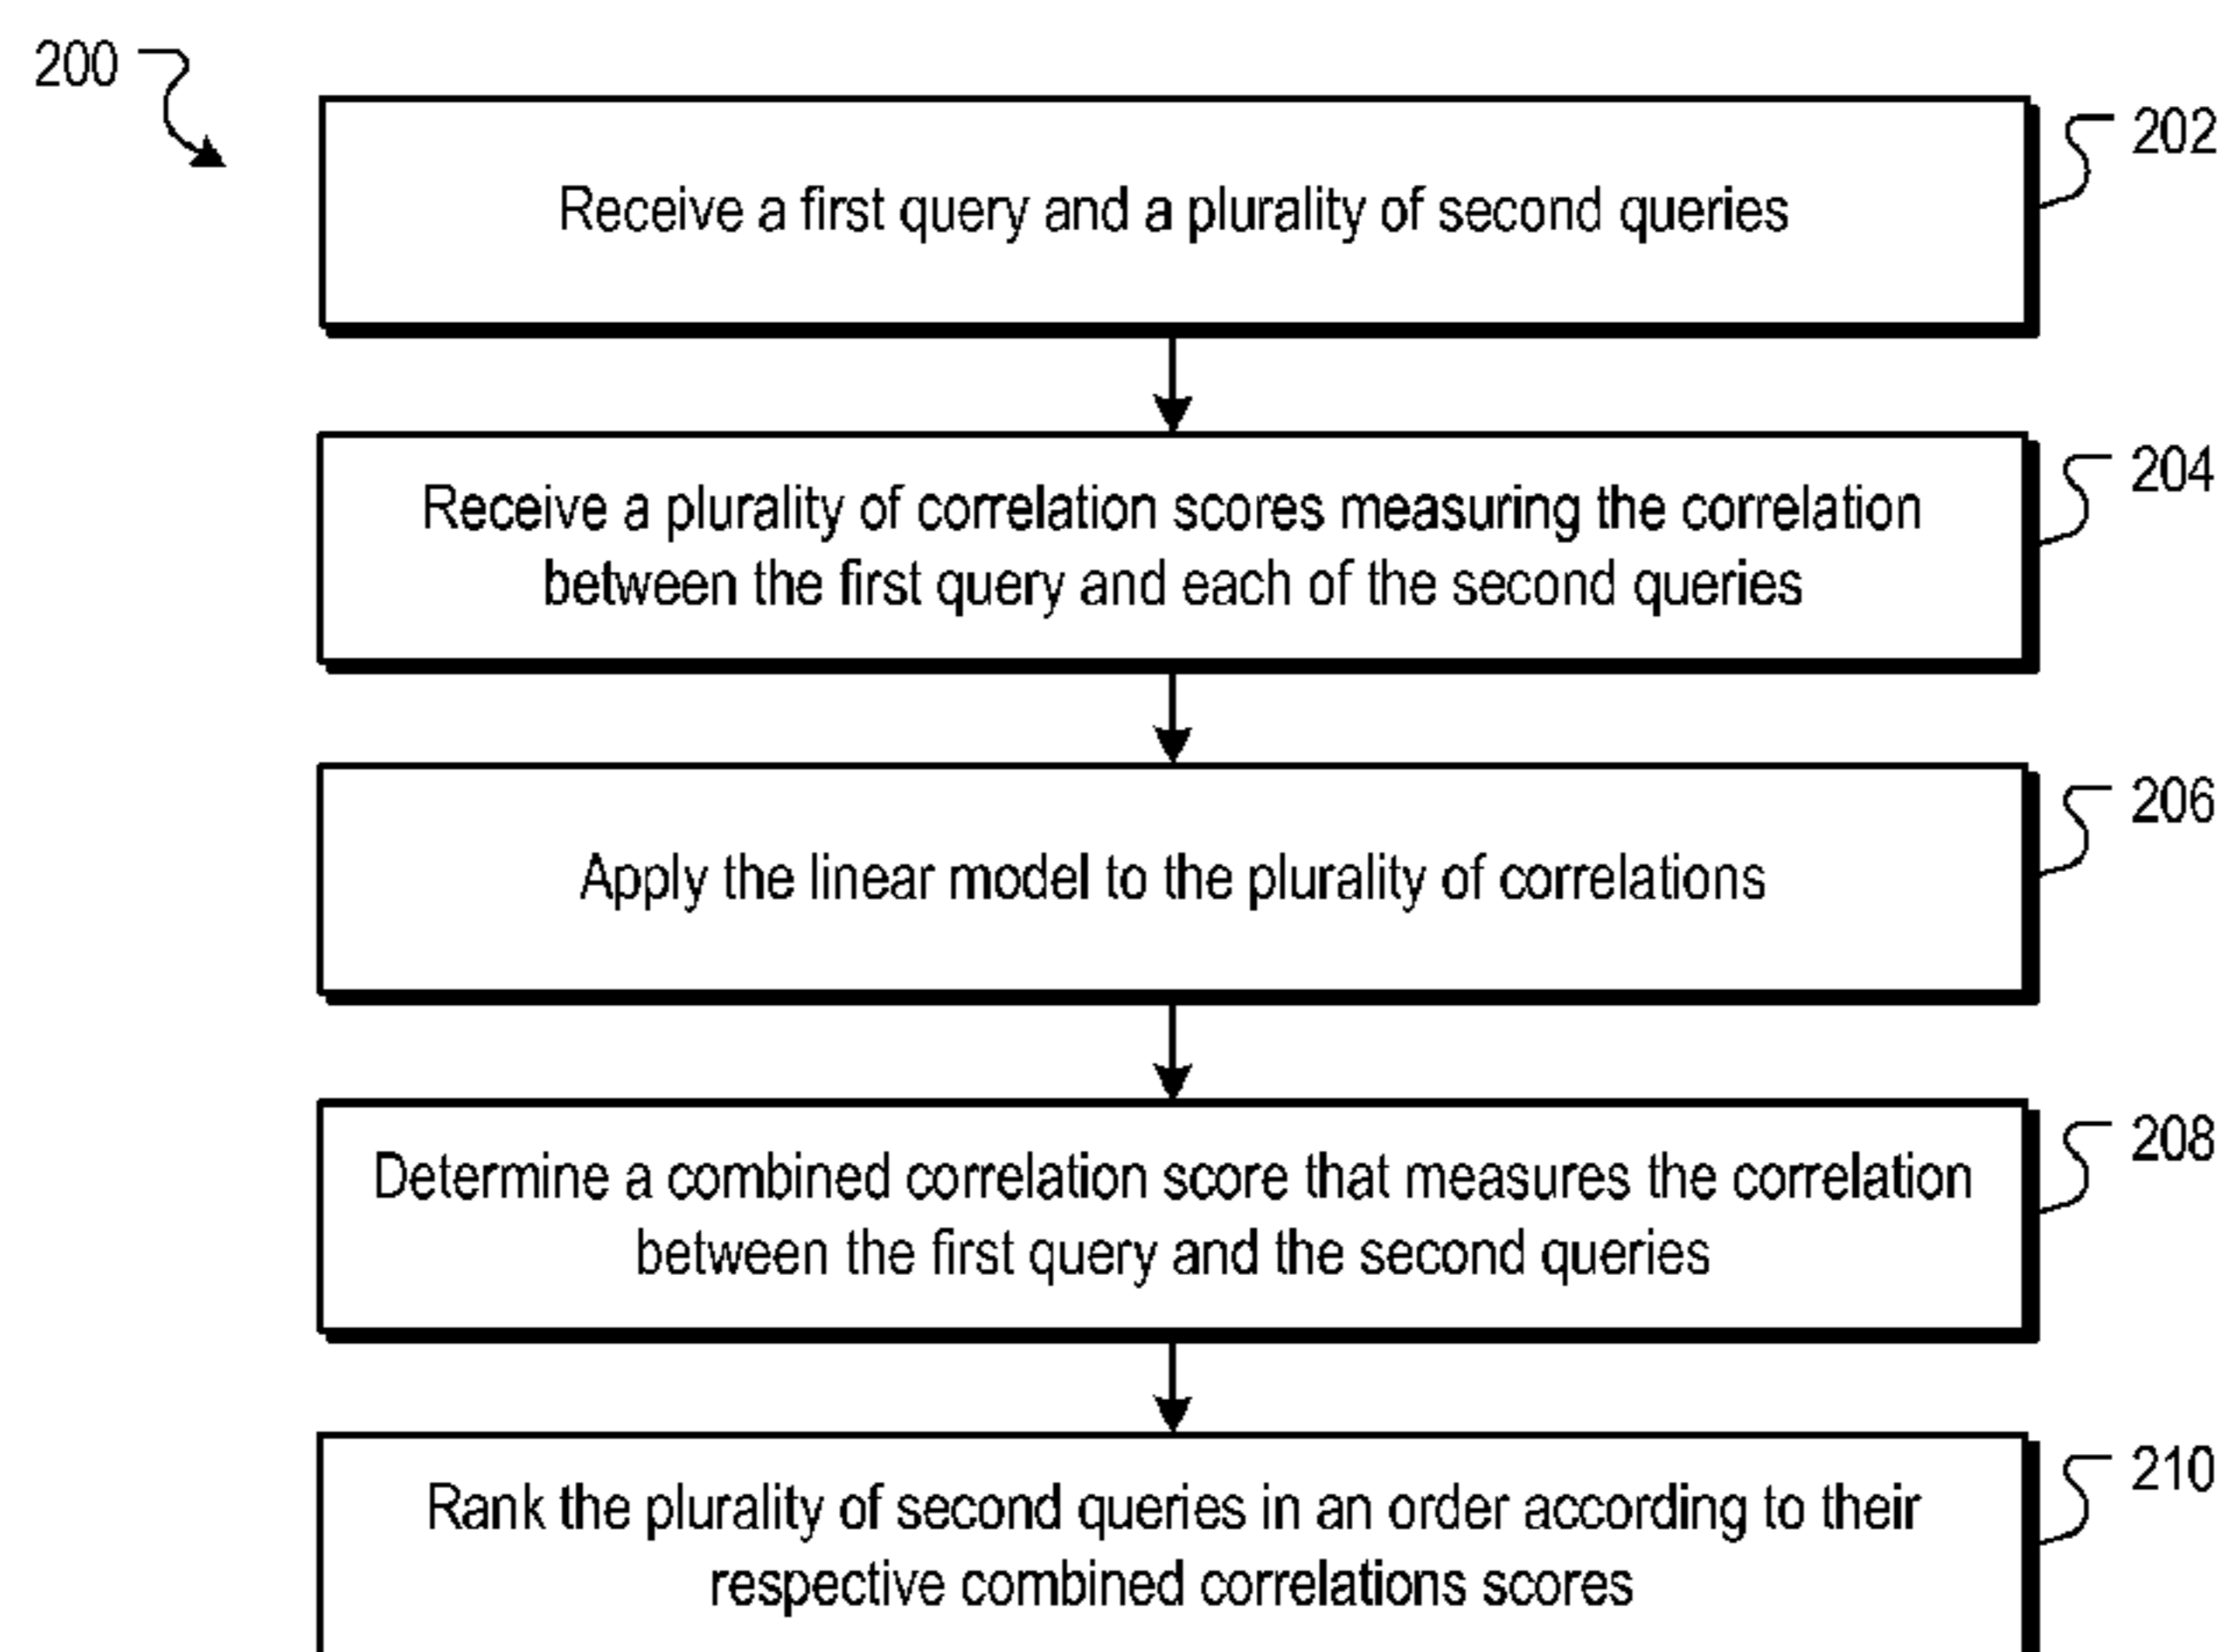 200
202
Receive a first query and a plurality of second queries
204
Receive a plurality of correlation scores measuring the correlation
between the first query and each of the second queries
206
Apply the linear model to the plurality of correlations
208
Determine a combined correlation score that measures the correlation
between the first query and the second queries
210
Rank the plurality of second queries in an order according to their
respective combined correlations scores